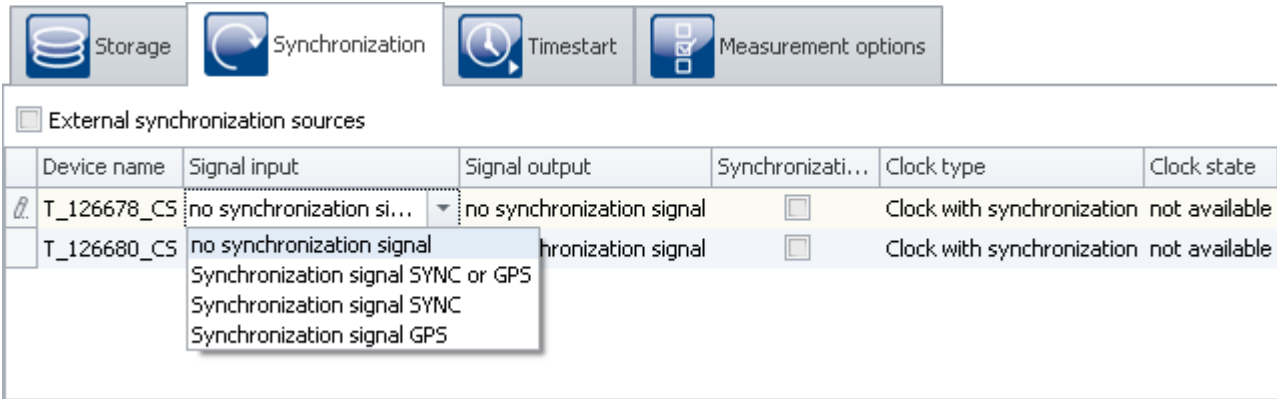 Storage Synchronization Timestart Measurement options
External synchronization sources
Device name Signal input Signal output Synchronizati... Clock type Clock state
T_126678_CS no synchronization si... no synchronization signal Clock with synchronization not available
T_126680_CS hronization signal Clock with synchronization not available
no synchronization signal
Synchronization signal SYNC or GPS
Synchronization signal SYNC
Synchronization signal GPS